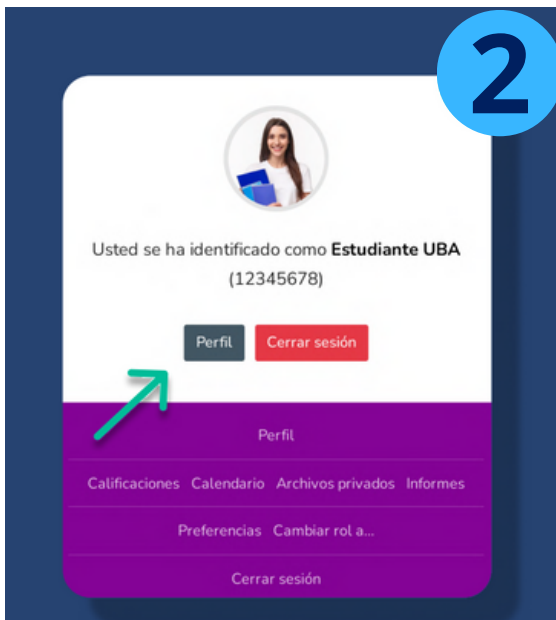 2
Usted se ha identificado como Estudiante UBA
(12345678)
Perfil Cerrar sesión
Perfil
Calificaciones Calendario Archivos privados Informes
Preferencias Cambiar rol a...
Cerrar sesión